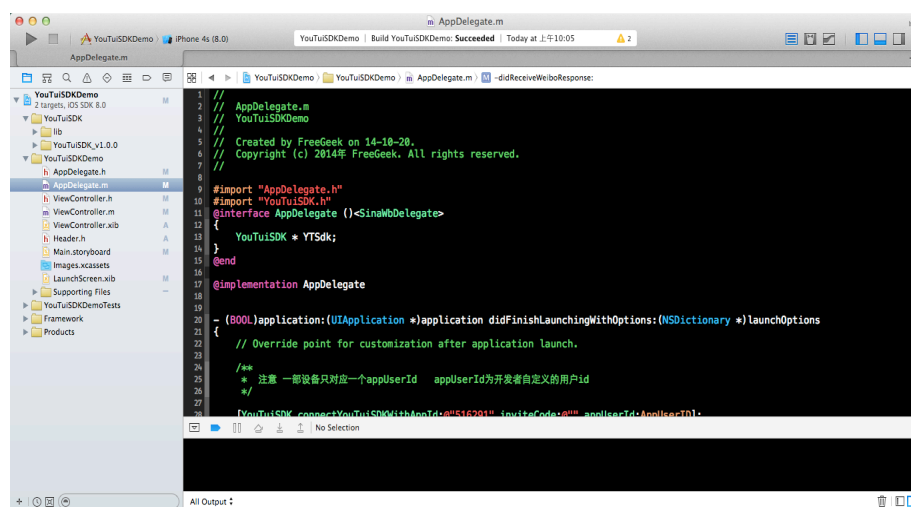 AppDelegate.m
YouTuiSDKDemo
iPhone 4s (8.0)
YouTuiSDKDemo | Build YouTuiSDKDemo: Succeeded | Today at 上午10:05
2
AppDelegate.m
YouTuiSDKDemo
YouTuiSDKDemo
AppDelegate.m
M
-didReceiveWeiboResponse:
YouTuiSDKDemo
2 targets, iOS SDK 8.0
M
YouTuiSDK
lib
YouTuiSDK_v1.0.0
YouTuiSDKDemo
h AppDelegate.h M
m AppDelegate.m M
h ViewController.h M
m ViewController.m M
ViewController.xib A
h Header.h A
Main.storyboard M
Images.xcassets
LaunchScreen.xib M
Supporting Files
YouTuiSDKDemoTests
Framework
Products
1 //
2 // AppDelegate.m
3 // YouTuiSDKDemo
4 //
5 // Created by FreeGeek on 14-10-20.
6 // Copyright (c) 2014年 FreeGeek. All rights reserved.
7 //
8
9 #import "AppDelegate.h"
10 #import "YouTuiSDK.h"
11 @interface AppDelegate ()<SinaWbDelegate>
12 {
13 YouTuiSDK * YTSdk;
14 }
15 @end
16
17 @implementation AppDelegate
18
19
20 - (BOOL)application:(UIApplication *)application didFinishLaunchingWithOptions:(NSDictionary *)launchOptions
21 {
22 // Override point for customization after application launch.
23
24 /**
25 * 注意 一部设备只对应一个appUserId appUserId为开发者自定义的用户id
26 */
27
28 [YouTuiSDK connectYouTuiSDKWithAppId:@"516291" inviteCode:@"" appUserId:AppUserID];
No Selection
All Output